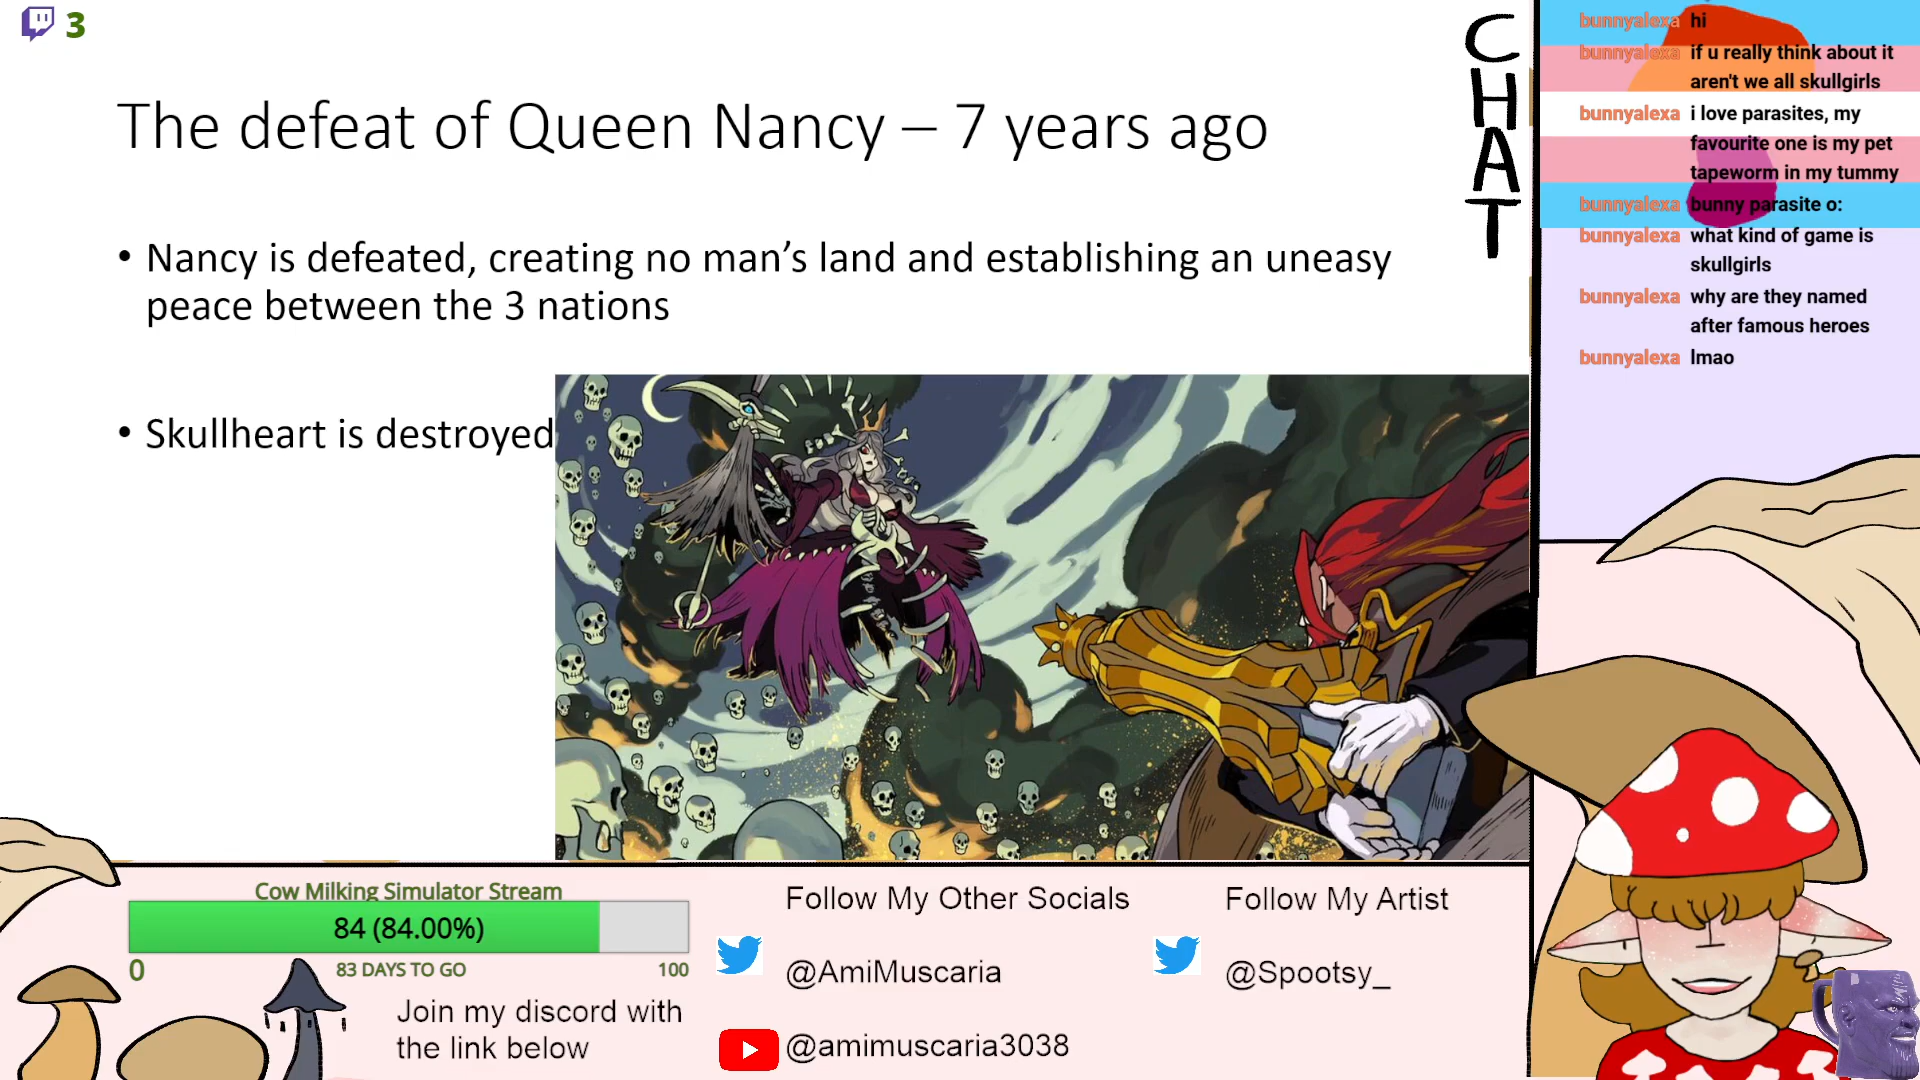 3
The defeat of Queen Nancy – 7 years ago
• Nancy is defeated, creating no man’s land and establishing an uneasy
peace between the 3 nations
• Skullheart is destroyed
CHAT
bunnyalexa hi
bunnyalexa if u really think about it
aren't we all skullgirls
bunnyalexa i love parasites, my
favourite one is my pet
tapeworm in my tummy
bunnyalexa bunny parasite o:
bunnyalexa what kind of game is
skullgirls
bunnyalexa why are they named
after famous heroes
bunnyalexa lmao
Cow Milking Simulator Stream
84 (84.00%)
0 83 DAYS TO GO 100
Join my discord with
the link below
Follow My Other Socials
@AmiMuscaria
@amimuscaria3038
Follow My Artist
@Spootsy_